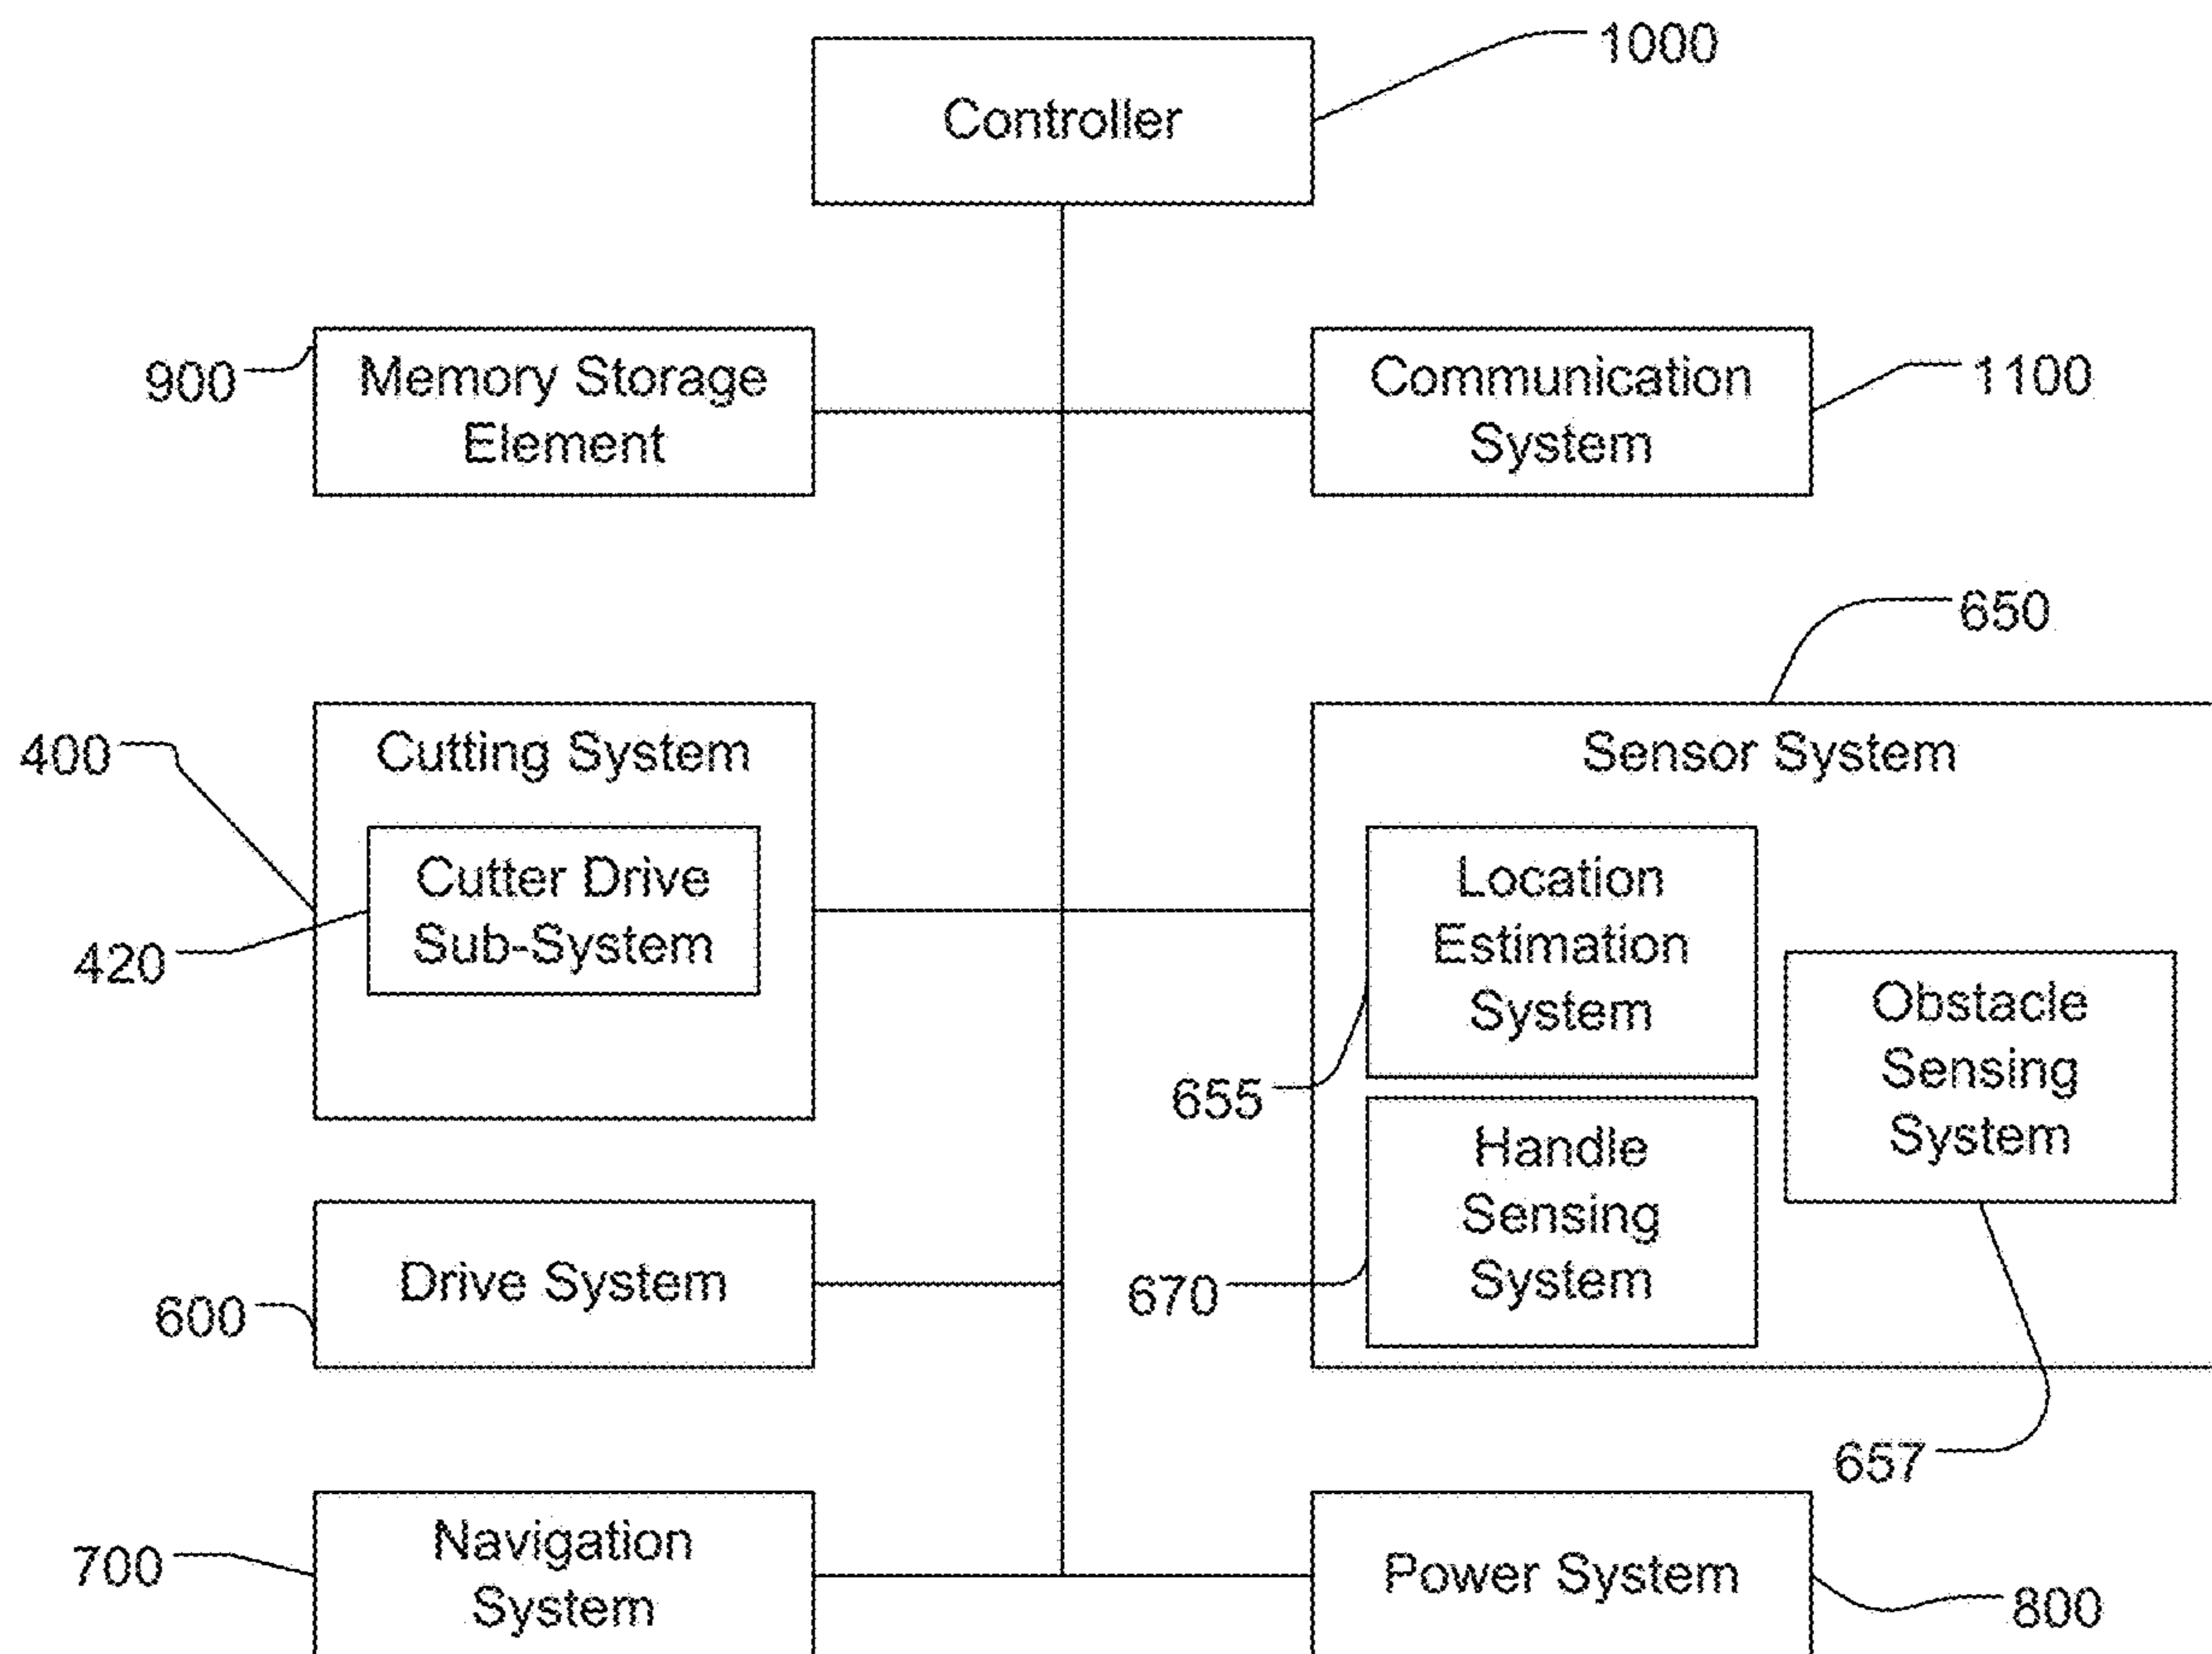 1000
Controller
900
Memory Storage
Element
Communication
System
1100
650
400
Cutting System
Cutter Drive
Sub-System
420
Sensor System
Location
Estimation
System
655
Obstacle
Sensing
System
657
Handle
Sensing
System
670
Drive System
600
Navigation
System
700
Power System
800